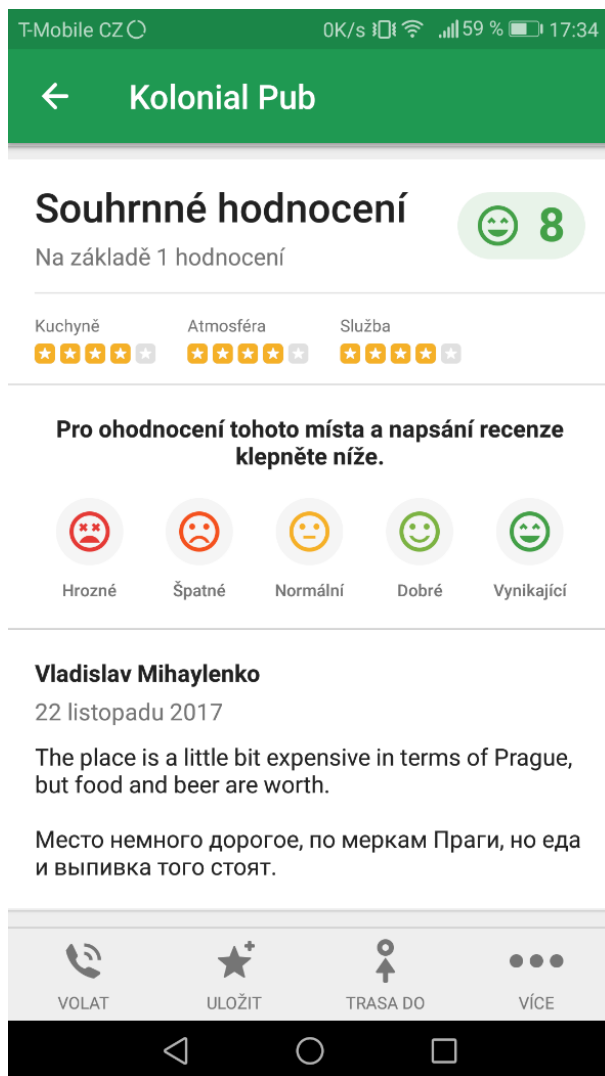 T-Mobile CZ 0K/s 59 % 17:34
Kolonial Pub
Souhrnné hodnocení 8
Na základě 1 hodnocení
Kuchyně Atmosféra Služba
Pro ohodnocení tohoto místa a napsání recenze
klepněte níže.
Hrozné Špatné Normální Dobré Vynikající
Vladislav Mihaylenko
22 listopadu 2017
The place is a little bit expensive in terms of Prague,
but food and beer are worth.
Место немного дорогое, по меркам Праги, но еда
и выпивка того стоят.
VOLAT ULOŽIT TRASA DO VÍCE